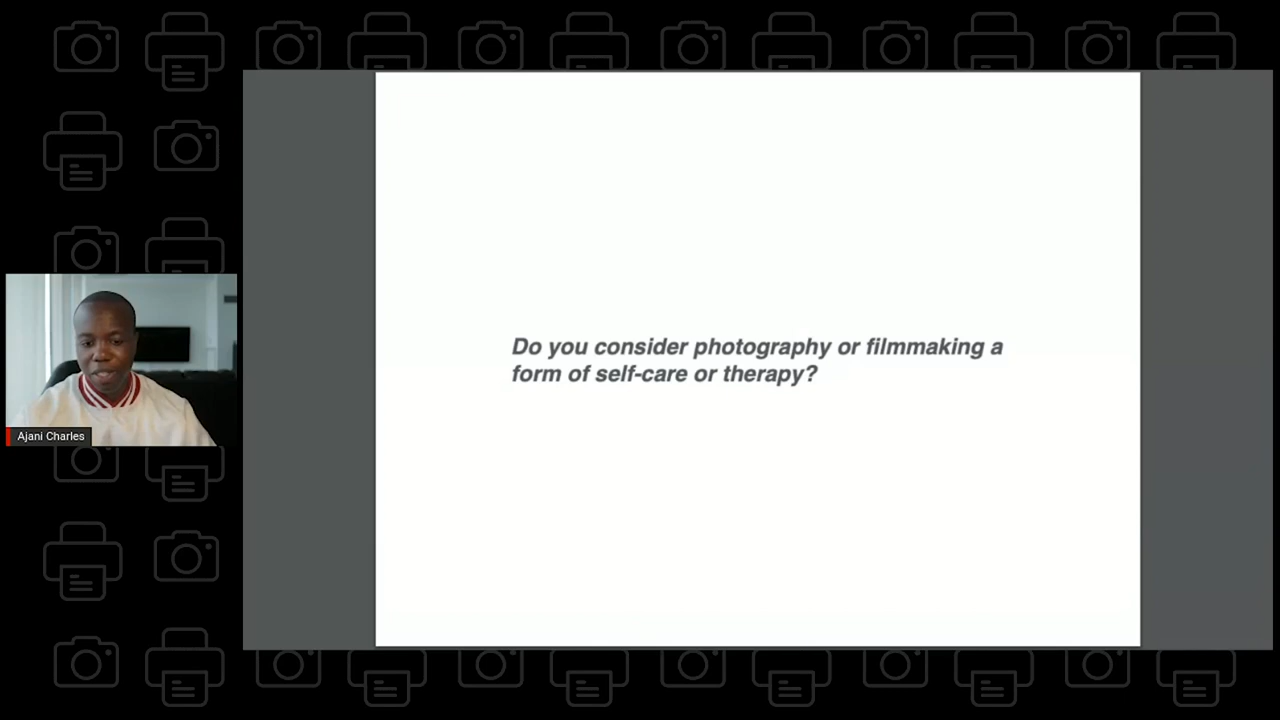 Do you consider photography or filmmaking a
form of self-care or therapy?
Ajani Charles